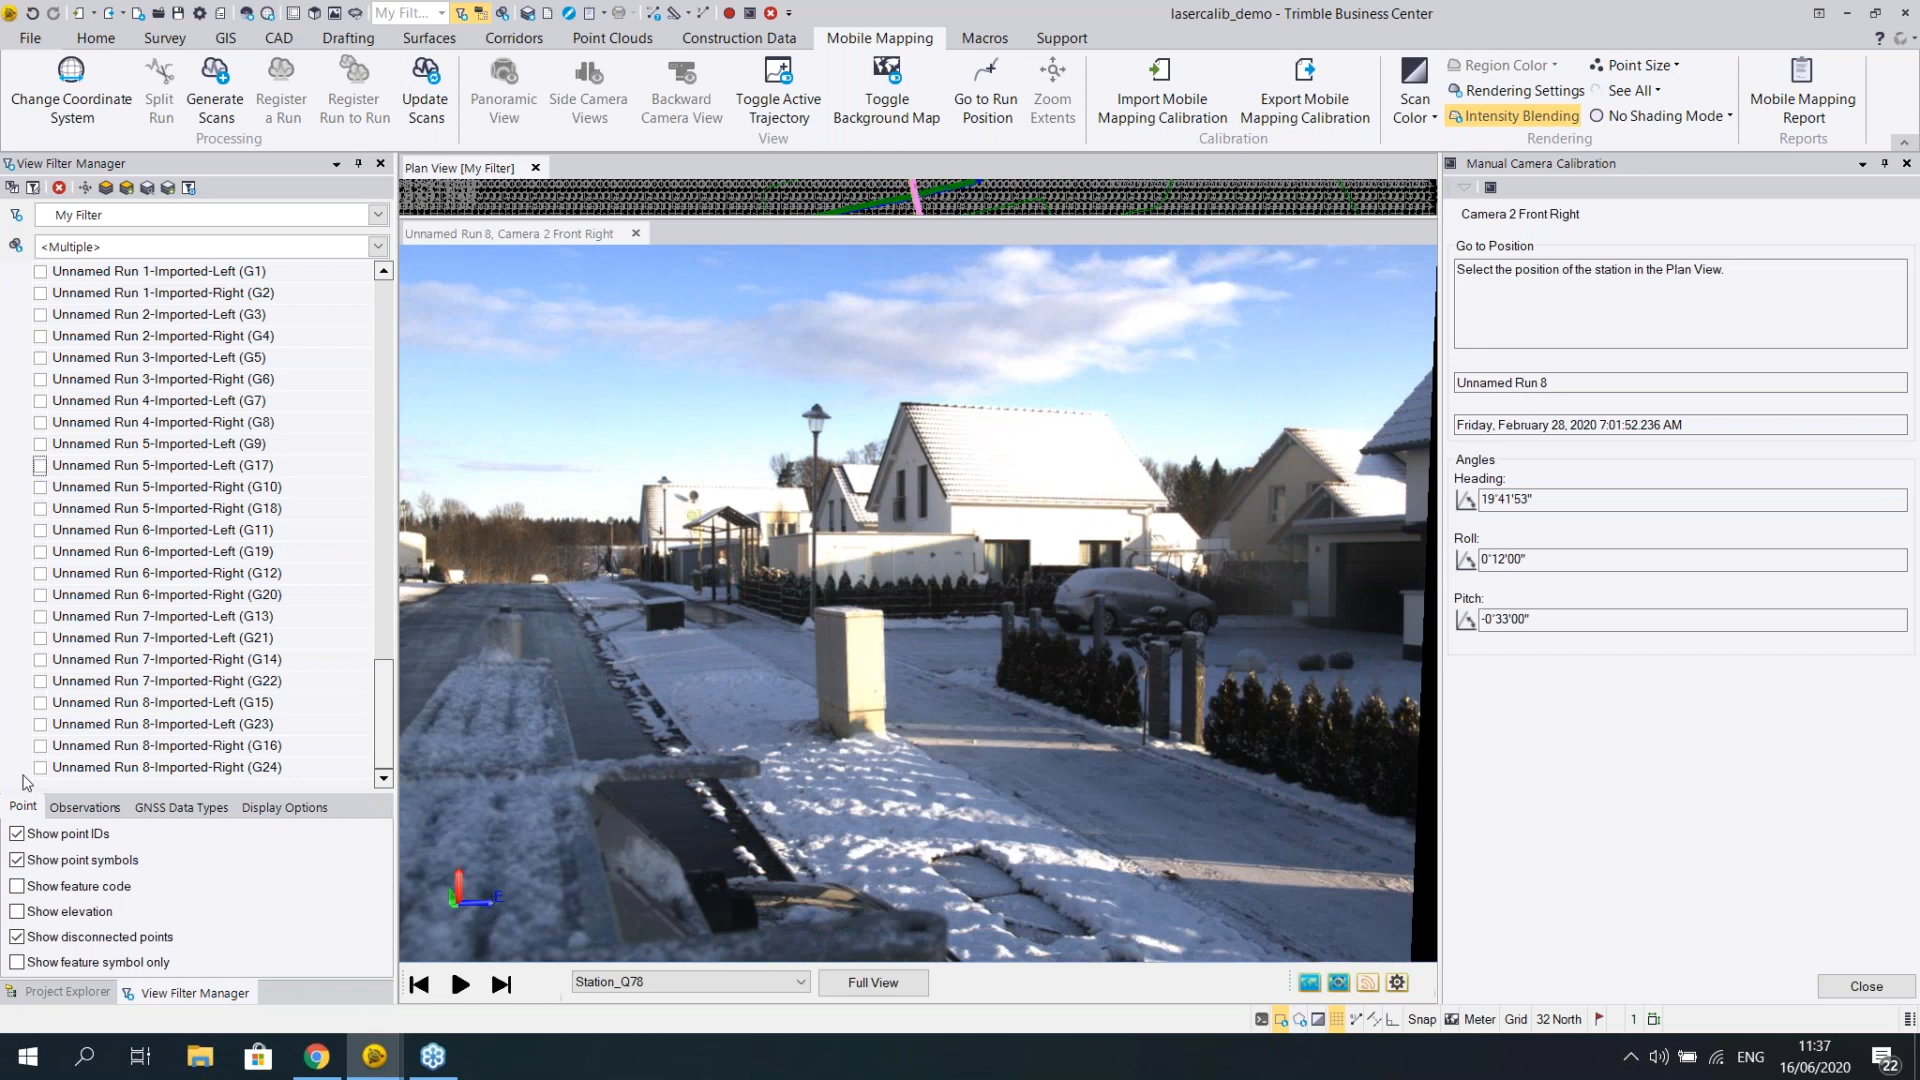 My Filt...
lasercalib_demo - Trimble Business Center
File Home Survey GIS CAD Drafting Surfaces Corridors Point Clouds Construction Data Mobile Mapping Macros Support
Change Coordinate System
Split Run
Generate Scans
Register a Run
Register Run to Run
Update Scans
Processing
Panoramic View
Side Camera Views
Backward Camera View
Toggle Active Trajectory
Toggle Background Map
Go to Run Position
Zoom Extents
View
Import Mobile Mapping Calibration
Export Mobile Mapping Calibration
Calibration
Scan Color
Region Color
Rendering Settings
Intensity Blending
Point Size
See All
No Shading Mode
Rendering
Mobile Mapping Report
Reports
View Filter Manager
My Filter
<Multiple>
Unnamed Run 1-Imported-Left (G1)
Unnamed Run 1-Imported-Right (G2)
Unnamed Run 2-Imported-Left (G3)
Unnamed Run 2-Imported-Right (G4)
Unnamed Run 3-Imported-Left (G5)
Unnamed Run 3-Imported-Right (G6)
Unnamed Run 4-Imported-Left (G7)
Unnamed Run 4-Imported-Right (G8)
Unnamed Run 5-Imported-Left (G9)
Unnamed Run 5-Imported-Left (G17)
Unnamed Run 5-Imported-Right (G10)
Unnamed Run 5-Imported-Right (G18)
Unnamed Run 6-Imported-Left (G11)
Unnamed Run 6-Imported-Left (G19)
Unnamed Run 6-Imported-Right (G12)
Unnamed Run 6-Imported-Right (G20)
Unnamed Run 7-Imported-Left (G13)
Unnamed Run 7-Imported-Left (G21)
Unnamed Run 7-Imported-Right (G14)
Unnamed Run 7-Imported-Right (G22)
Unnamed Run 8-Imported-Left (G15)
Unnamed Run 8-Imported-Left (G23)
Unnamed Run 8-Imported-Right (G16)
Unnamed Run 8-Imported-Right (G24)
Point Observations GNSS Data Types Display Options
Show point IDs
Show point symbols
Show feature code
Show elevation
Show disconnected points
Show feature symbol only
Project Explorer View Filter Manager
Plan View [My Filter]
Unnamed Run 8, Camera 2 Front Right
E
Station_Q78
Full View
Manual Camera Calibration
Camera 2 Front Right
Go to Position
Select the position of the station in the Plan View.
Unnamed Run 8
Friday, February 28, 2020 7:01:52.236 AM
Angles
Heading:
19°41'53"
Roll:
0°12'00"
Pitch:
-0°33'00"
Close
Snap Meter Grid 32 North 1
ENG
11:37
16/06/2020
22